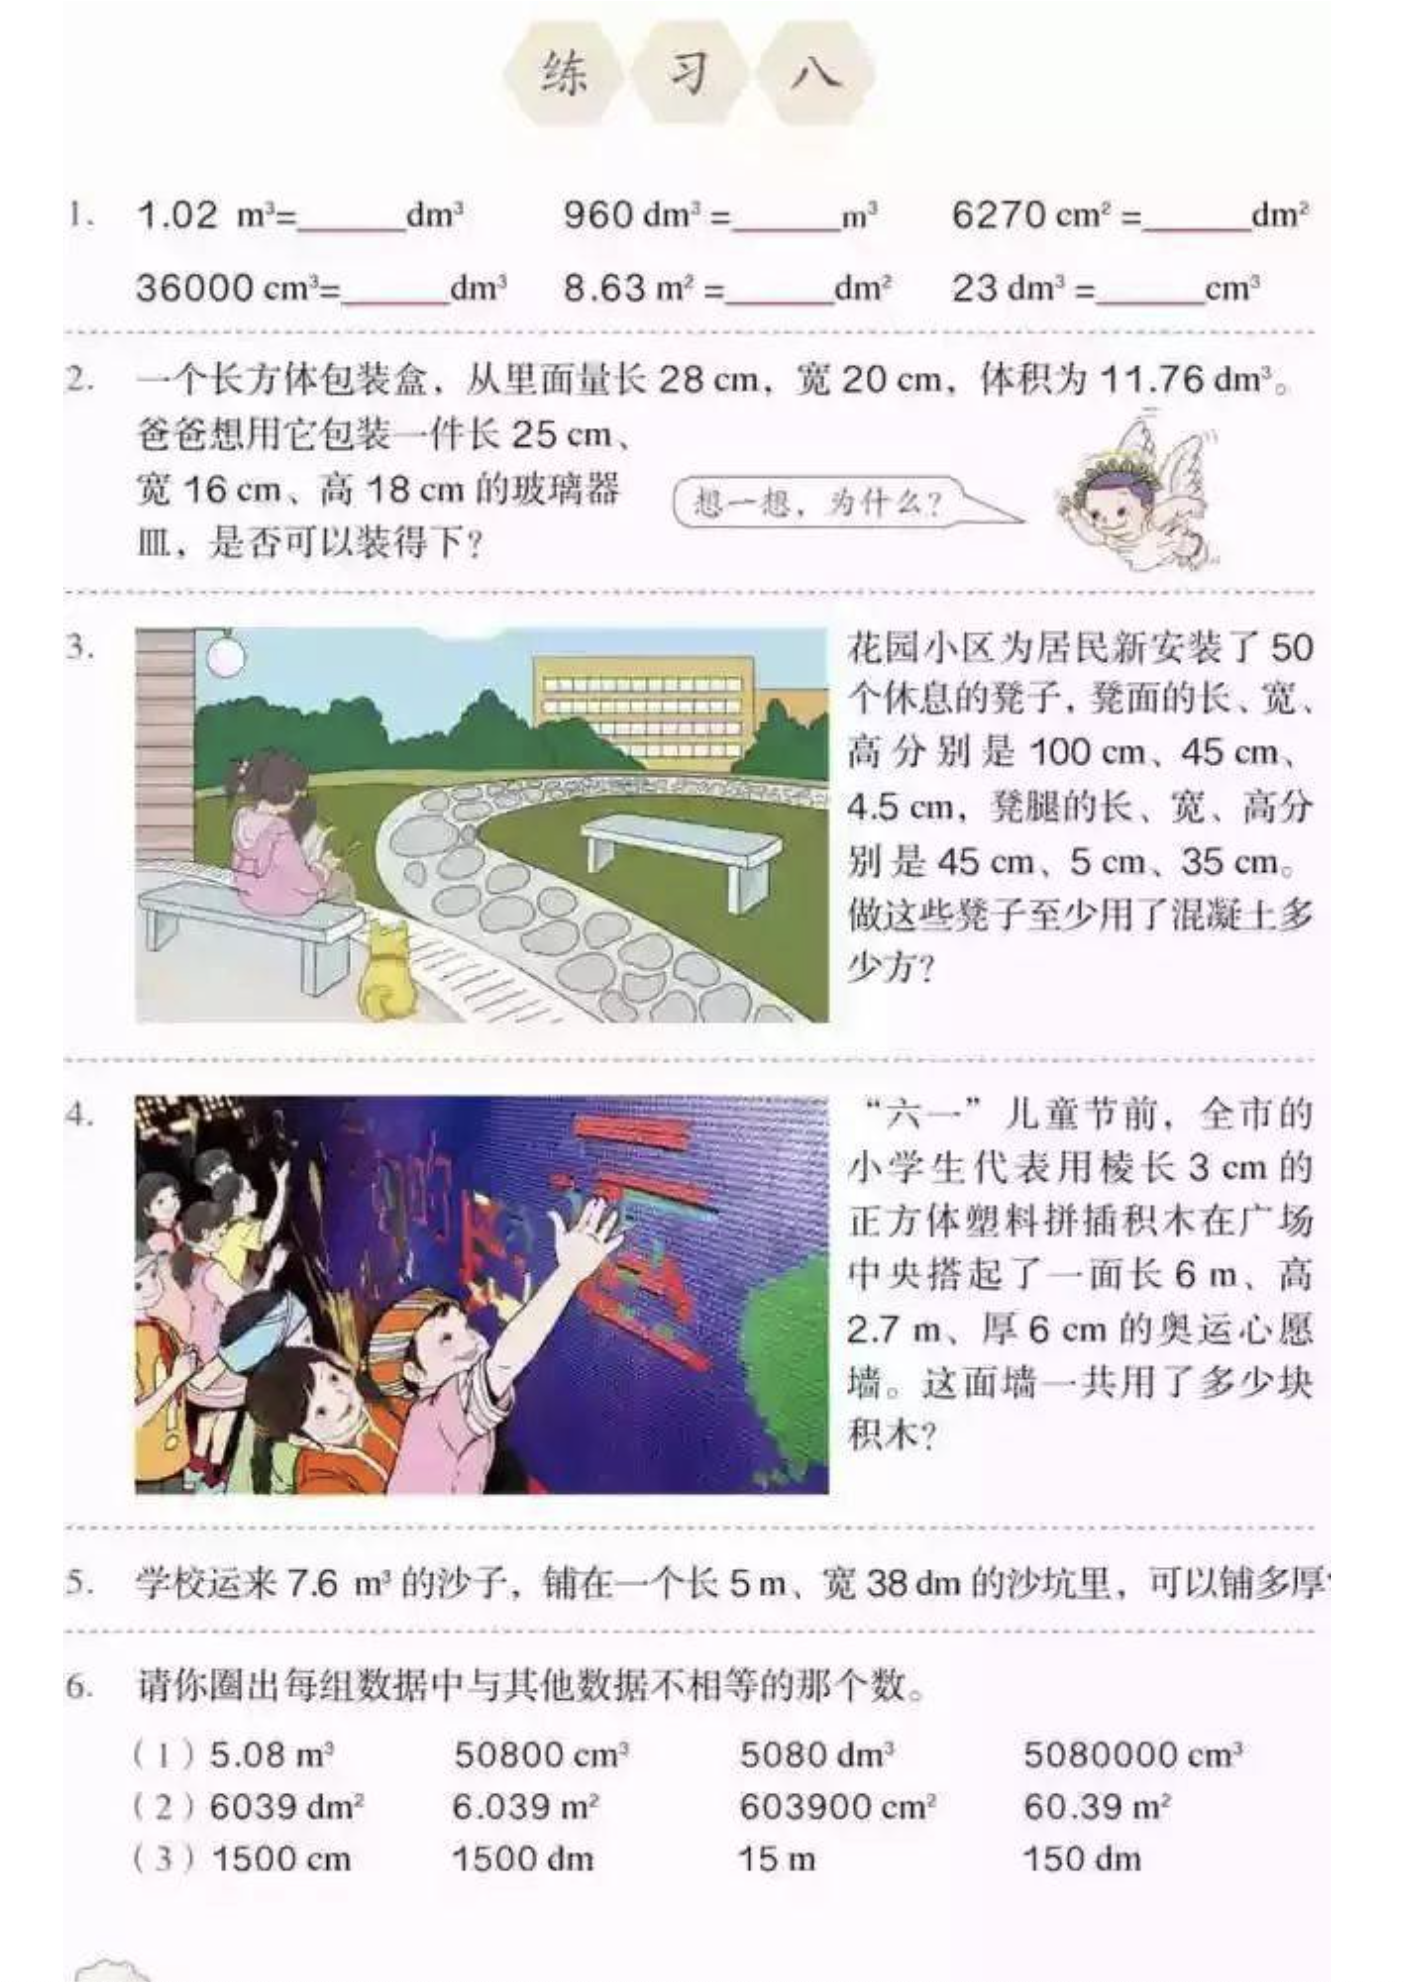 练习八
1. 1.02 m³=______dm³ 960 dm³ =______m³ 6270 cm² =______dm²
36000 cm³=______dm³ 8.63 m² =______dm² 23 dm³ =______cm³
2. 一个长方体包装盒，从里面量长 28 cm，宽 20 cm，体积为 11.76 dm³。
爸爸想用它包装一件长 25 cm、
宽 16 cm、高 18 cm 的玻璃器
皿，是否可以装得下？
想一想，为什么？
3. 花园小区为居民新安装了 50
个休息的凳子，凳面的长、宽、
高分别是 100 cm、45 cm、
4.5 cm，凳腿的长、宽、高分
别是 45 cm、5 cm、35 cm。
做这些凳子至少用了混凝土多
少方？
4. “六一”儿童节前，全市的
小学生代表用棱长 3 cm 的
正方体塑料拼插积木在广场
中央搭起了一面长 6 m、高
2.7 m、厚 6 cm 的奥运心愿
墙。这面墙一共用了多少块
积木？
5. 学校运来 7.6 m³ 的沙子，铺在一个长 5 m、宽 38 dm 的沙坑里，可以铺多厚
6. 请你圈出每组数据中与其他数据不相等的那个数。
（1）5.08 m³ 50800 cm³ 5080 dm³ 5080000 cm³
（2）6039 dm² 6.039 m² 603900 cm² 60.39 m²
（3）1500 cm 1500 dm 15 m 150 dm